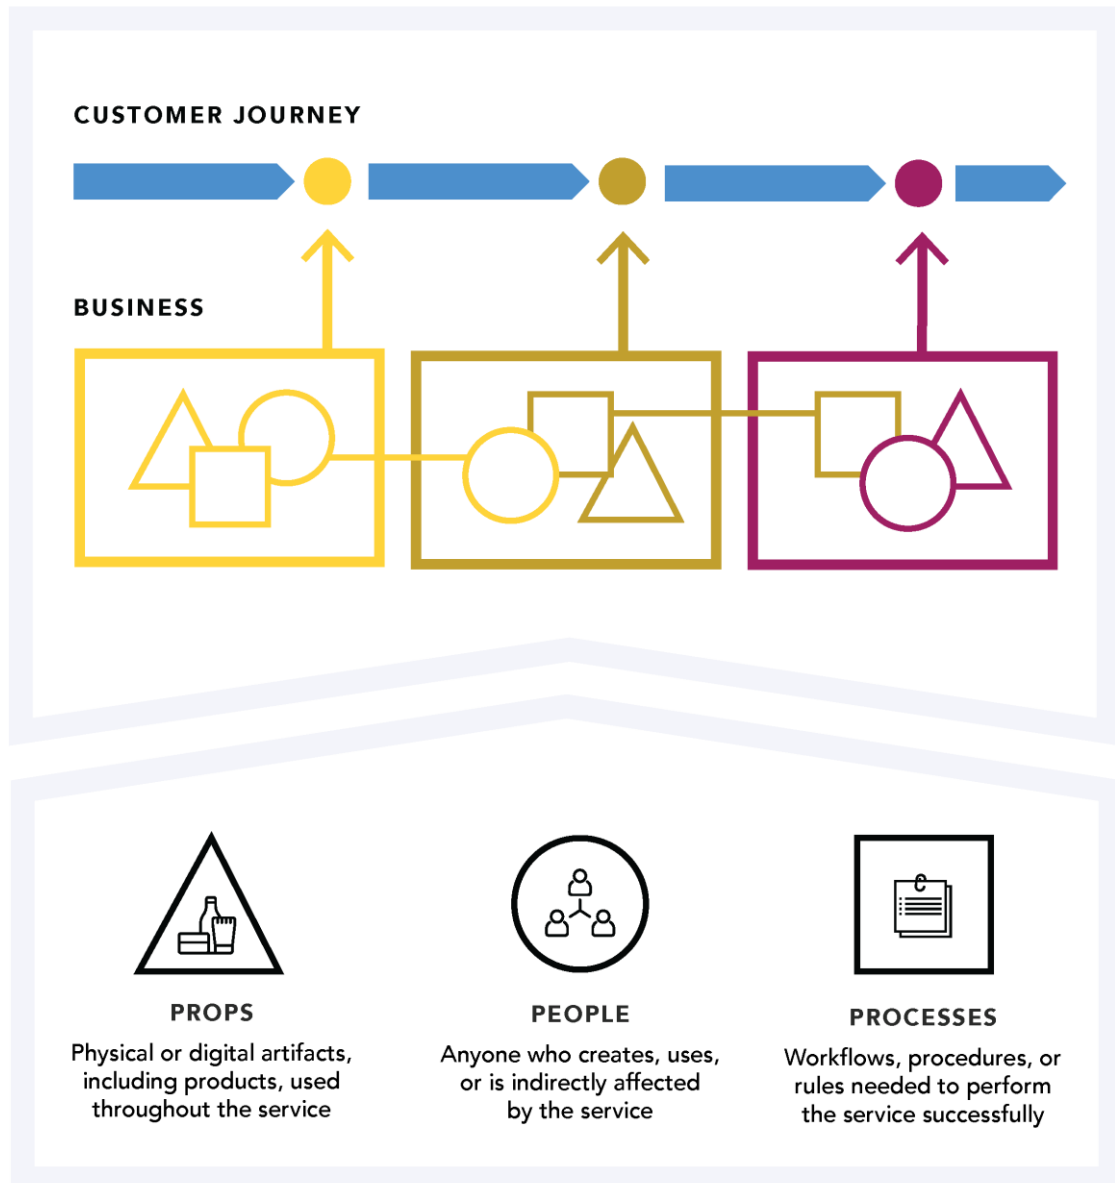 CUSTOMER JOURNEY
BUSINESS
PROPS
Physical or digital artifacts,
including products, used
throughout the service
PEOPLE
Anyone who creates, uses,
or is indirectly affected
by the service
PROCESSES
Workflows, procedures, or
rules needed to perform
the service successfully